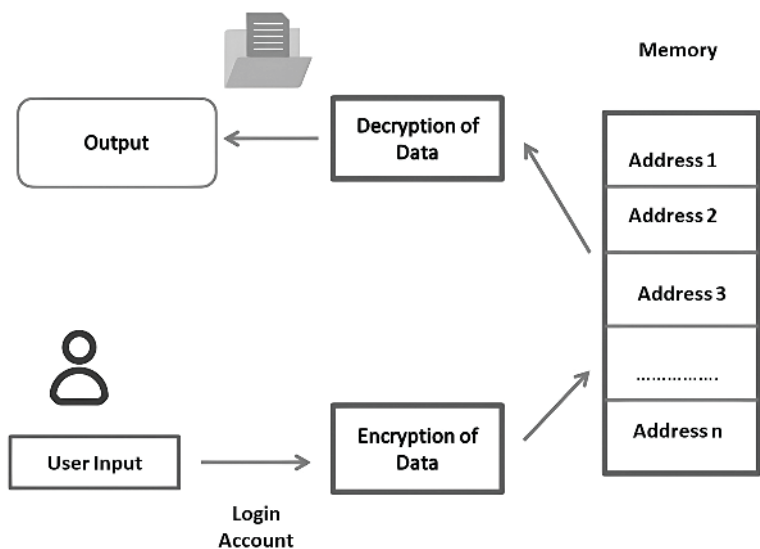 Memory
Output
Decryption of
Data
Address 1
Address 2
Address 3
................
Address n
User Input
Login
Account
Encryption of
Data